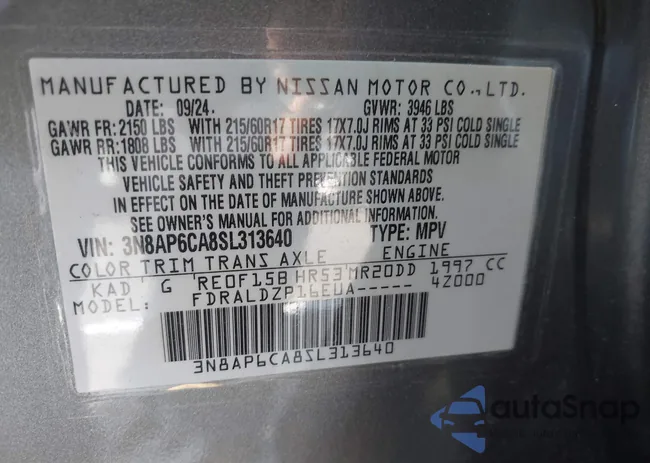 MANUFACTURED BY NISSAN MOTOR CO.,LTD.
DATE: 09/24. GVWR: 3946 LBS
GAWR FR: 2150 LBS WITH 215/60R17 TIRES 17X7.0J RIMS AT 33 PSI COLD SINGLE
GAWR RR: 1808 LBS WITH 215/60R17 TIRES 17X7.0J RIMS AT 33 PSI COLD SINGLE
THIS VEHICLE CONFORMS TO ALL APPLICABLE FEDERAL MOTOR
VEHICLE SAFETY AND THEFT PREVENTION STANDARDS
IN EFFECT ON THE DATE OF MANUFACTURE SHOWN ABOVE.
SEE OWNER'S MANUAL FOR ADDITIONAL INFORMATION.
VIN: 3N8AP6CA8SL313640 TYPE: MPV
COLOR TRIM TRANS AXLE ENGINE
KAD G RE0F15B HR53 MR20DD 1997 CC
MODEL: FDRALDZP16EUA----- 4Z000
3N8AP6CA8SL313640
autoSnap